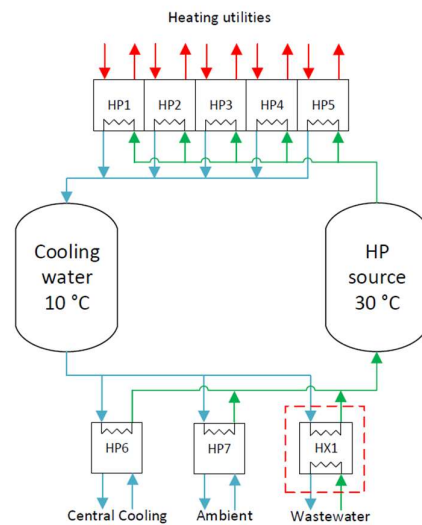 Heating utilities
HP1 HP2 HP3 HP4 HP5
Cooling
water
10 °C
HP
source
30 °C
HP6 HP7 HX1
Central Cooling Ambient Wastewater